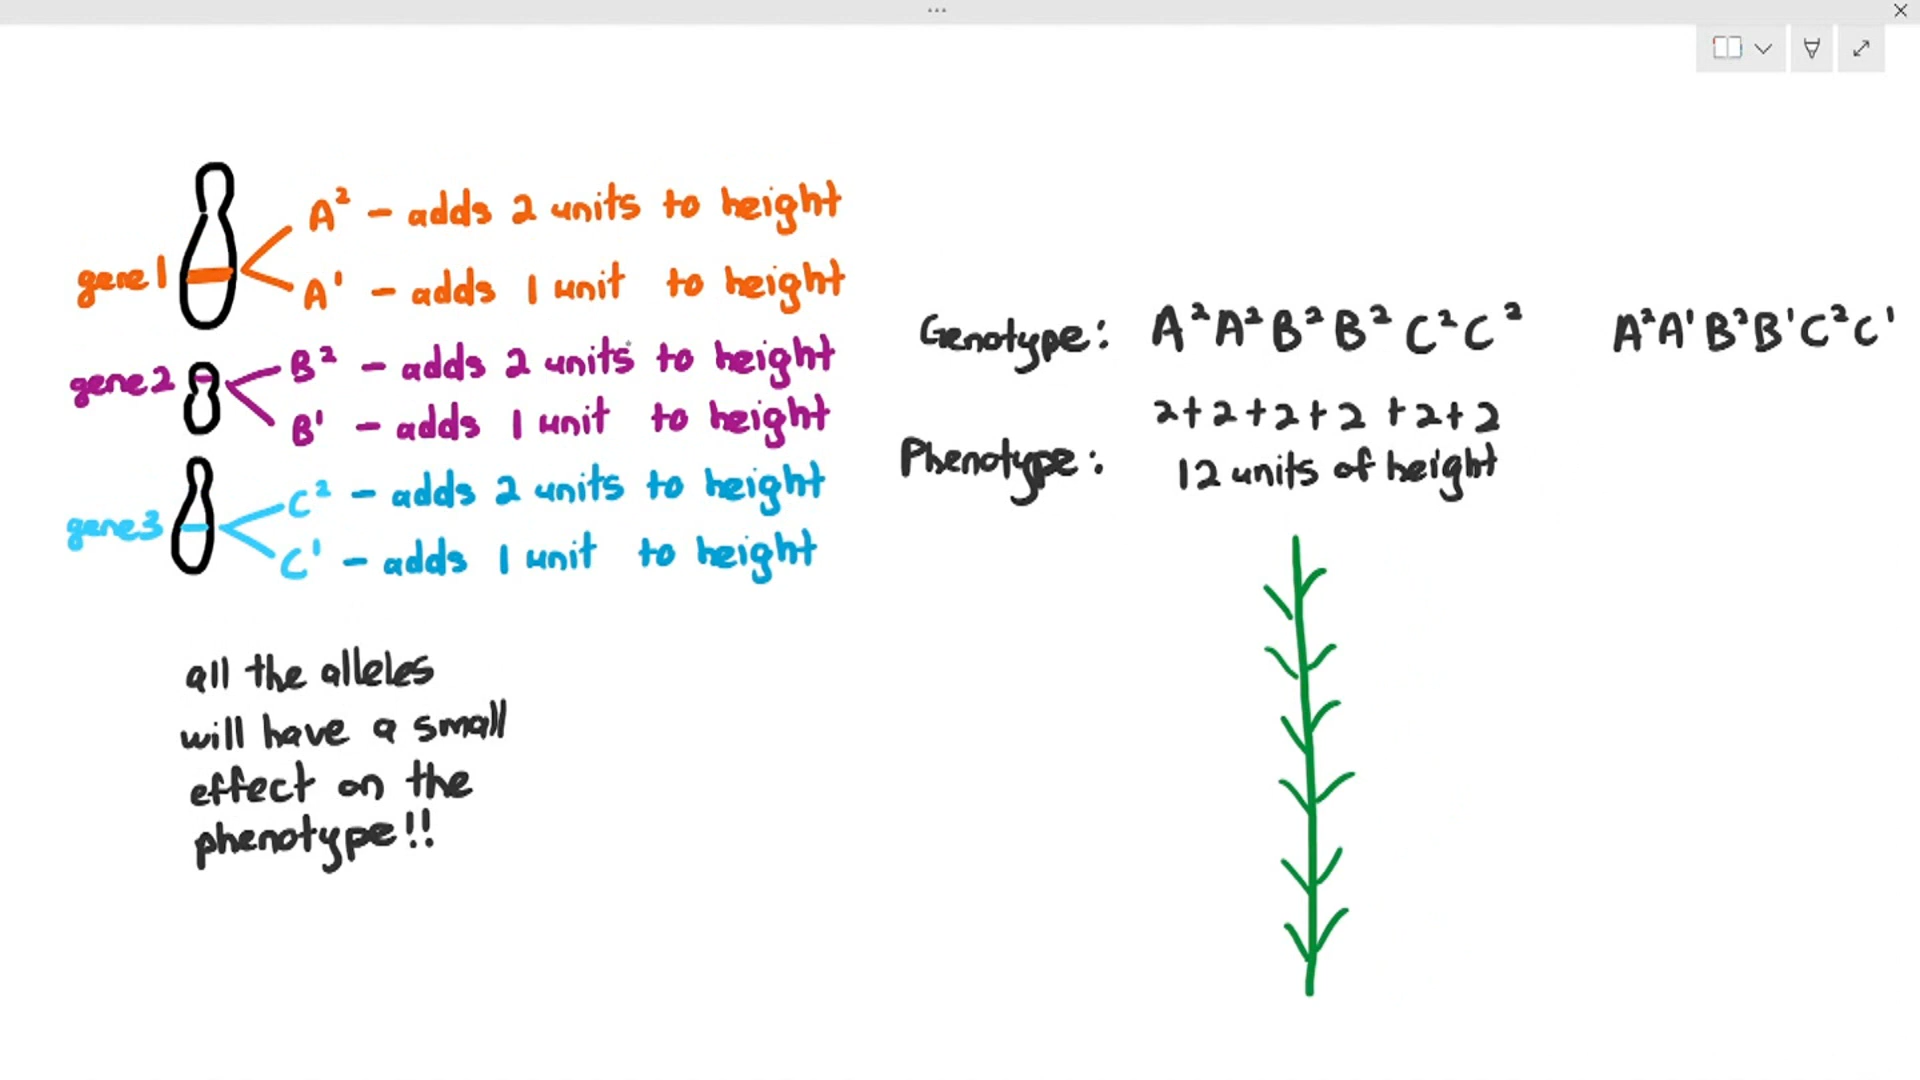 A² – adds 2 units to height
gene 1
A¹ – adds 1 unit to height
B² – adds 2 units to height
gene 2
B¹ – adds 1 unit to height
C² – adds 2 units to height
gene 3
C¹ – adds 1 unit to height
all the alleles
will have a small
effect on the
phenotype!!
Genotype: A²A²B²B²C²C² A²A¹B²B¹C²C¹
2+2+2+2+2+2
Phenotype: 12 units of height